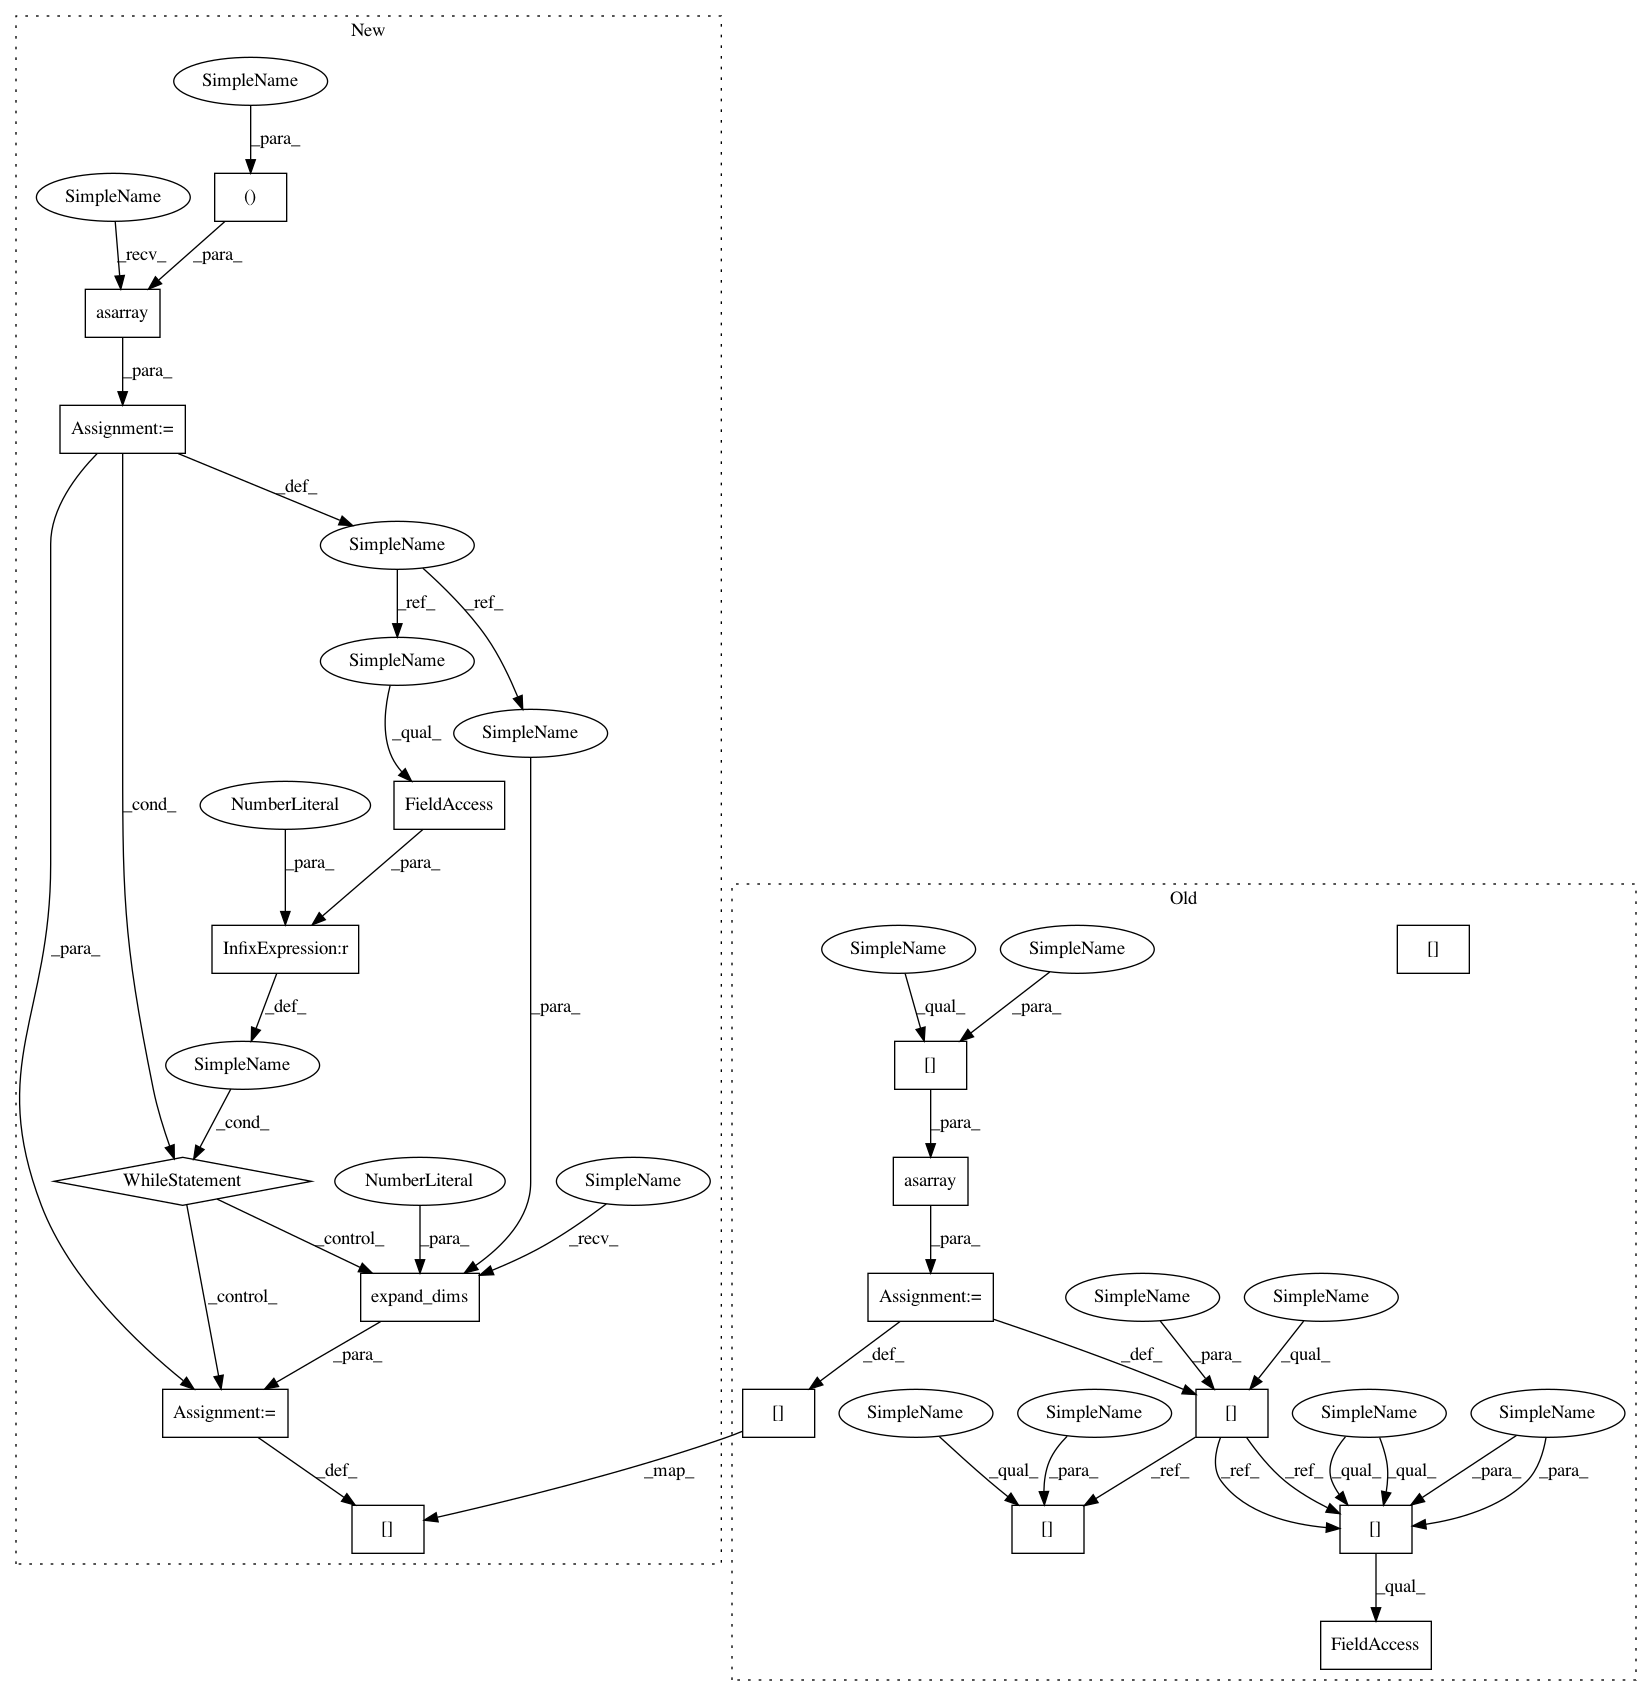 New
SimpleName
_para_
SimpleName
()
_recv_
_para_
asarray
_para_
Assignment:=
_def_
SimpleName
_ref_
_ref_
SimpleName
SimpleName
_qual_
NumberLiteral
FieldAccess
_cond_
_para_
_para_
Old
InfixExpression:r
SimpleName
SimpleName
[]
_para_
_def_
_para_
_qual_
_para_
SimpleName
[]
_cond_
_para_
WhileStatement
NumberLiteral
SimpleName
asarray
_control_
_para_
_recv_
_para_
_control_
expand_dims
Assignment:=
SimpleName
SimpleName
_para_
_def_
_def_
_para_
_qual_
Assignment:=
[]
SimpleName
SimpleName
[]
SimpleName
SimpleName
_def_
_map_
_qual_
_para_
_ref_
_ref_
_ref_
_qual_
_qual_
_para_
_para_
[]
[]
[]
_qual_
FieldAccess